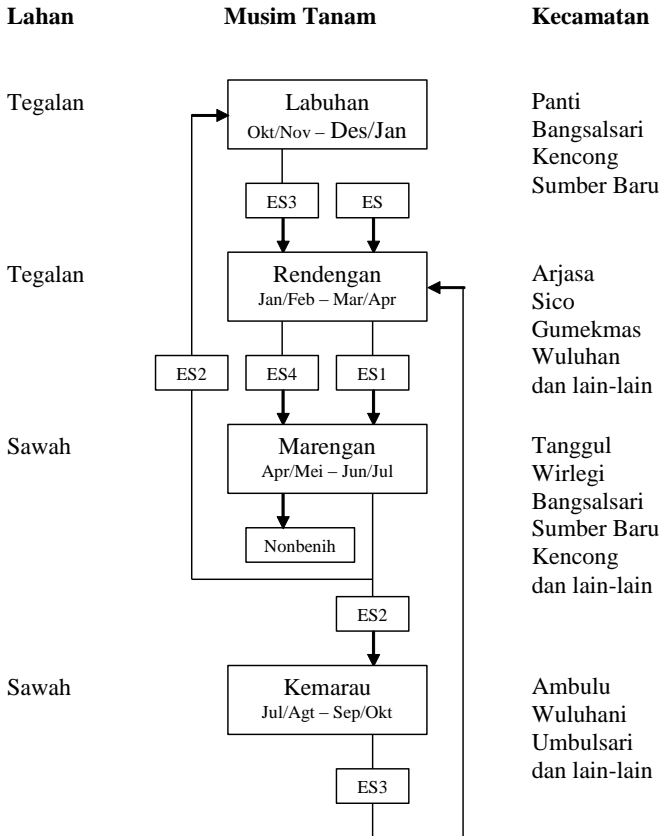 Lahan Musim Tanam Kecamatan
Tegalan
Labuhan
Okt/Nov – Des/Jan
Panti
Bangsalsari
Kencong
Sumber Baru
ES3 ES
Tegalan
Rendengan
Jan/Feb – Mar/Apr
Arjasa
Sico
Gumekmas
Wuluhan
dan lain-lain
ES2 ES4 ES1
Sawah
Marengan
Apr/Mei – Jun/Jul
Nonbenih
Tanggul
Wirlegi
Bangsalsari
Sumber Baru
Kencong
dan lain-lain
ES2
Sawah
Kemarau
Jul/Agt – Sep/Okt
Ambulu
Wuluhani
Umbulsari
dan lain-lain
ES3